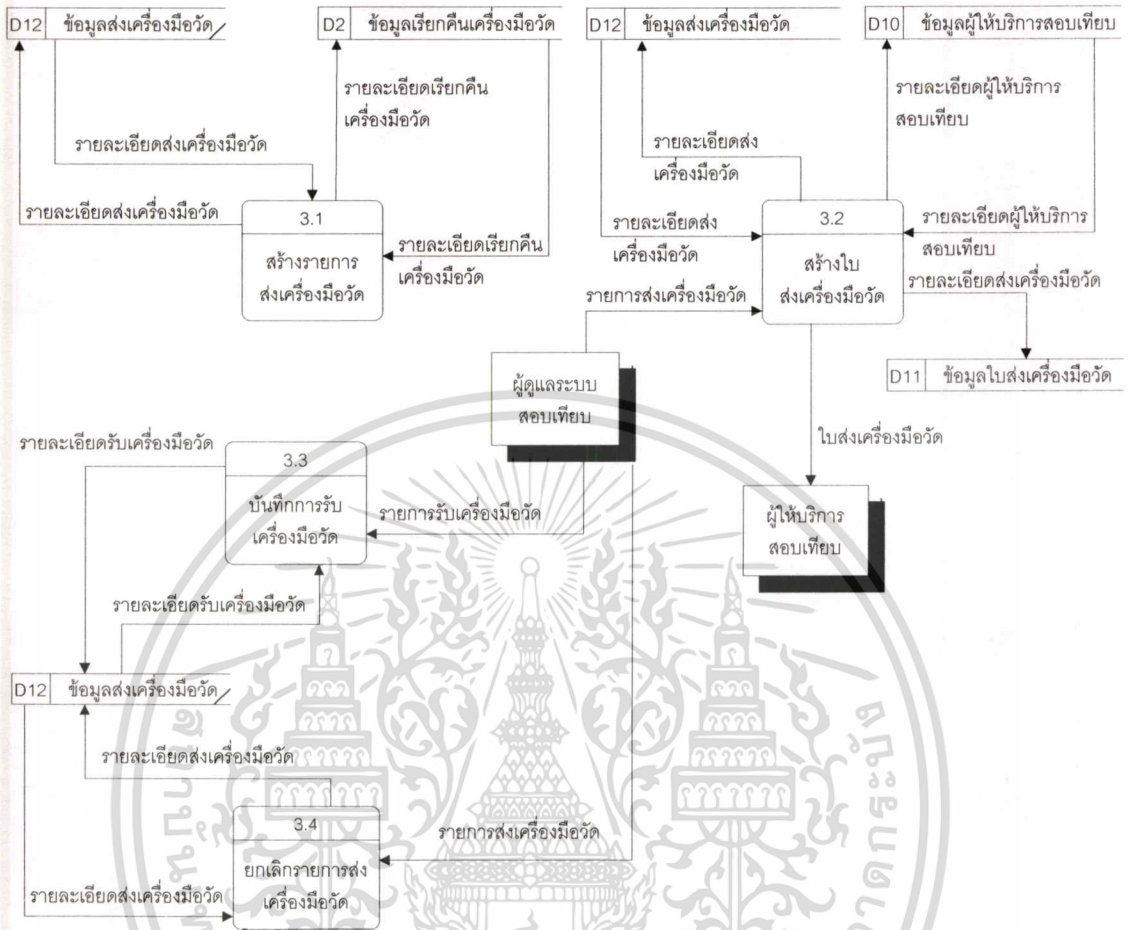 D12 ข้อมูลส่งเครื่องมือวัด
D2 ข้อมูลเรียกคืนเครื่องมือวัด
D12 ข้อมูลส่งเครื่องมือวัด
D10 ข้อมูลผู้ให้บริการสอบเทียบ
รายละเอียดเรียกคืน
เครื่องมือวัด
รายละเอียดผู้ให้บริการ
สอบเทียบ
รายละเอียดส่งเครื่องมือวัด
รายละเอียดส่ง
เครื่องมือวัด
รายละเอียดส่งเครื่องมือวัด
3.1
สร้างรายการ
ส่งเครื่องมือวัด
รายละเอียดเรียกคืน
เครื่องมือวัด
รายละเอียดส่ง
เครื่องมือวัด
3.2
สร้างใบ
ส่งเครื่องมือวัด
รายละเอียดผู้ให้บริการ
สอบเทียบ
รายละเอียดส่งเครื่องมือวัด
รายการส่งเครื่องมือวัด
D11 ข้อมูลใบส่งเครื่องมือวัด
ผู้ดูแลระบบ
สอบเทียบ
ใบส่งเครื่องมือวัด
ผู้ให้บริการ
สอบเทียบ
รายละเอียดรับเครื่องมือวัด
3.3
บันทึกการรับ
เครื่องมือวัด
รายการรับเครื่องมือวัด
รายละเอียดรับเครื่องมือวัด
D12 ข้อมูลส่งเครื่องมือวัด
รายละเอียดส่งเครื่องมือวัด
3.4
ยกเลิกรายการส่ง
เครื่องมือวัด
รายการส่งเครื่องมือวัด
รายละเอียดส่งเครื่องมือวัด